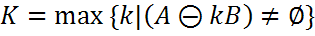 K = max {k|(A ⊖ kB) ≠ ∅}